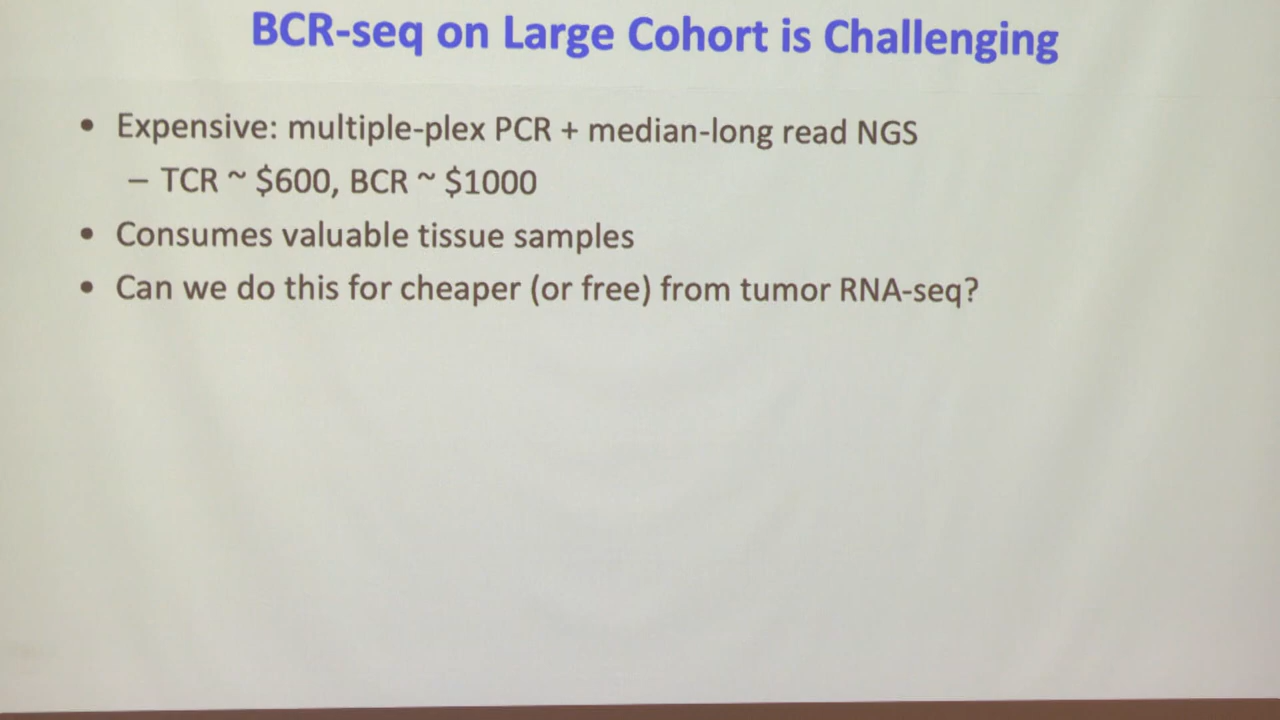 BCR-seq on Large Cohort is Challenging
• Expensive: multiple-plex PCR + median-long read NGS
– TCR ~ $600, BCR ~ $1000
• Consumes valuable tissue samples
• Can we do this for cheaper (or free) from tumor RNA-seq?